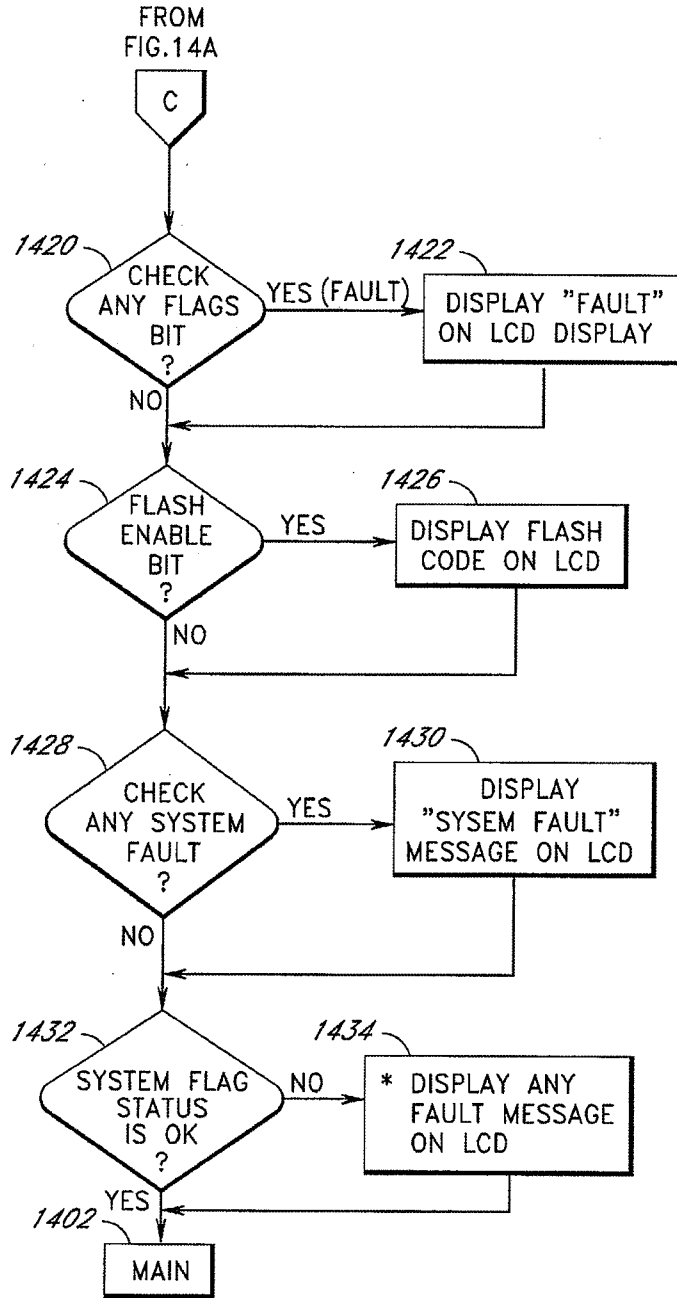 FROM
FIG.14A
C
1420
CHECK
ANY FLAGS
BIT
?
YES (FAULT)
1422
DISPLAY "FAULT"
ON LCD DISPLAY
NO
1424
FLASH
ENABLE
BIT
?
YES
1426
DISPLAY FLASH
CODE ON LCD
NO
1428
CHECK
ANY SYSTEM
FAULT
?
YES
1430
DISPLAY
"SYSEM FAULT"
MESSAGE ON LCD
NO
1432
SYSTEM FLAG
STATUS
IS OK
?
NO
1434
* DISPLAY ANY
FAULT MESSAGE
ON LCD
YES
1402
MAIN